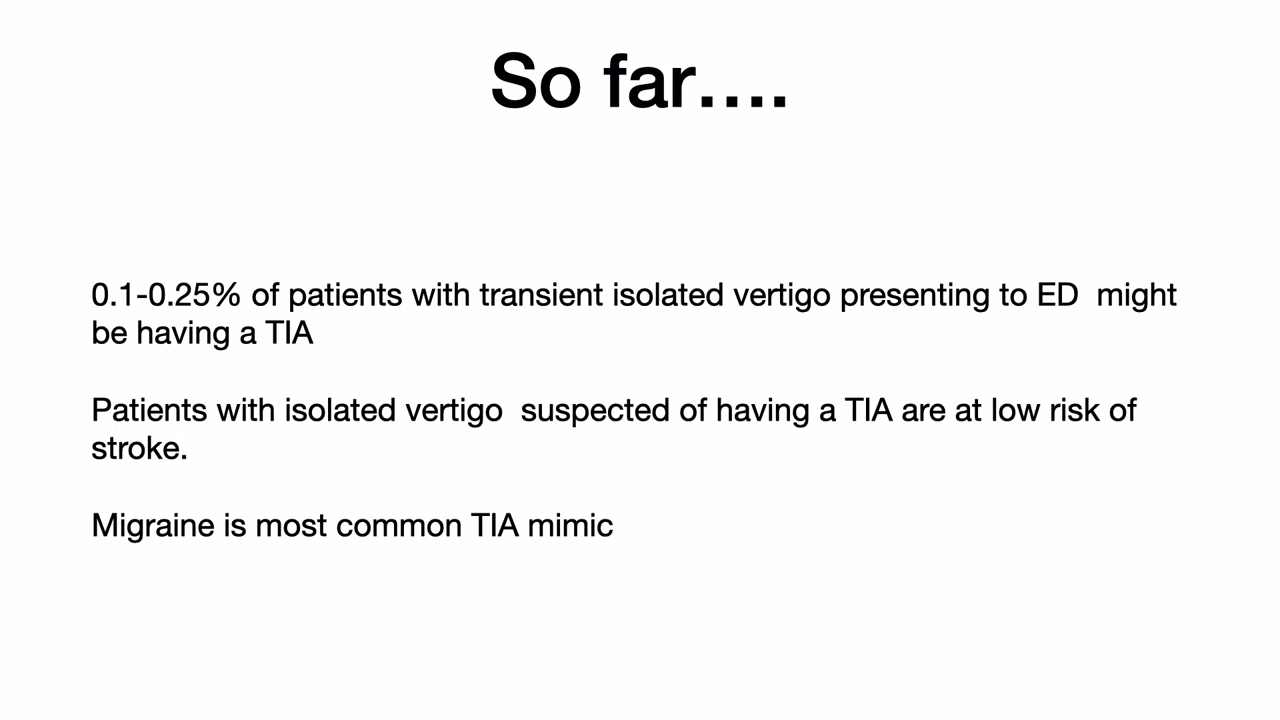 So far....
0.1-0.25% of patients with transient isolated vertigo presenting to ED  might
be having a TIA
Patients with isolated vertigo  suspected of having a TIA are at low risk of
stroke.
Migraine is most common TIA mimic